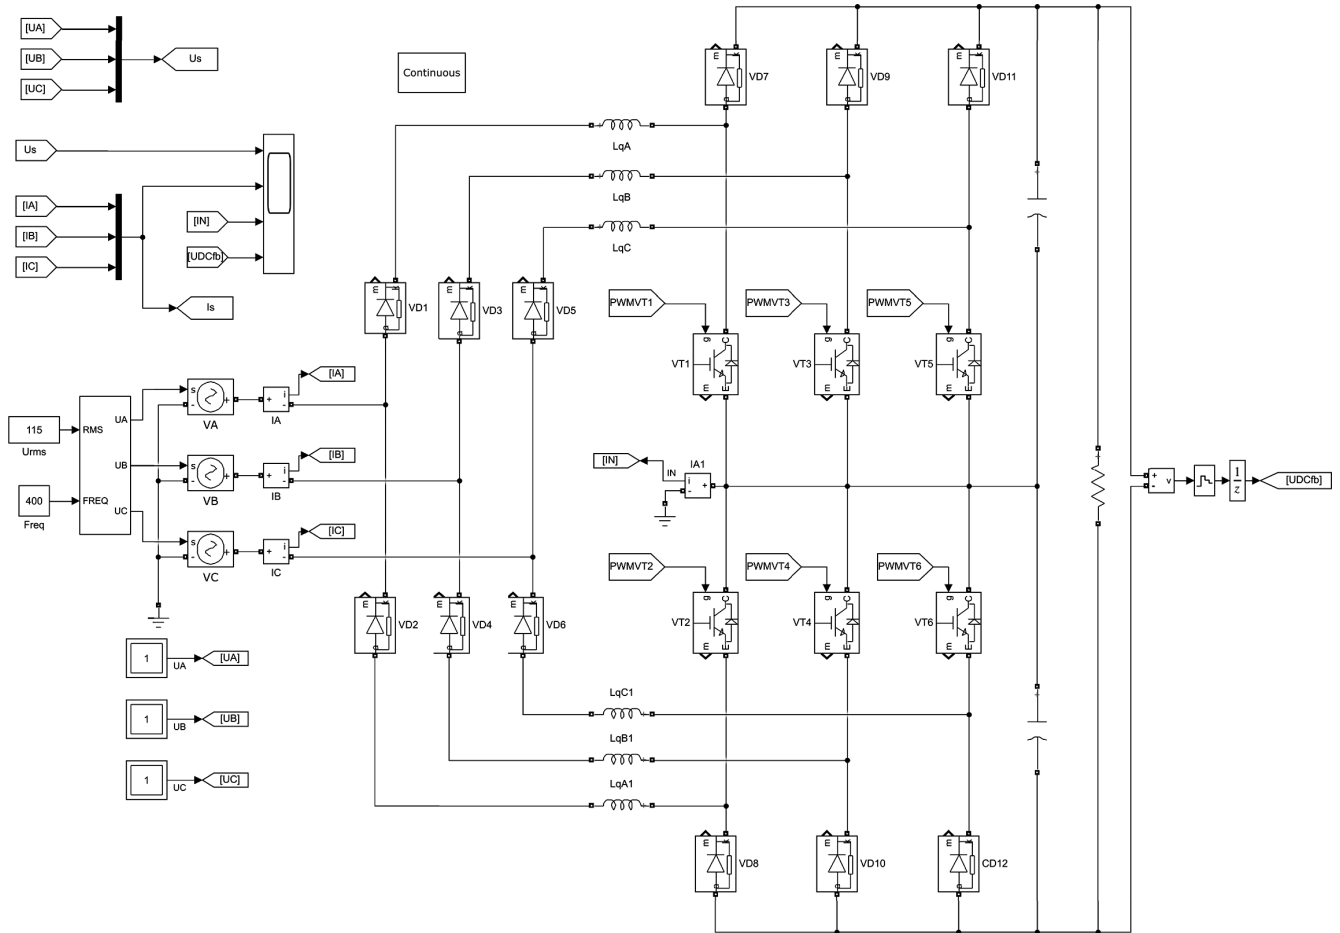 [UA]
[UB]
[UC]
Us
Continuous
Us
[IA]
[IB]
[IC]
[IN]
[UDCfb]
Is
m k a VD7
m k a VD9
m k a VD11
LqA
LqB
LqC
m k a VD1
m k a VD3
m k a VD5
PWMVT1
PWMVT3
PWMVT5
g C m E VT1
g C m E VT3
g C m E VT5
115
Urms
400
Freq
RMS
FREQ
UA
UB
UC
s - + VA
s - + VB
s - + VC
+ i - IA
+ i - IB
+ i - IC
[IA]
[IB]
[IC]
[IN]
IN
IA1
i - +
+ - v
1
z
[UDCfb]
PWMVT2
PWMVT4
PWMVT6
m k a VD2
m k a VD4
m k a VD6
g C m E VT2
g C m E VT4
g C m E VT6
1
UA
[UA]
1
UB
[UB]
1
UC
[UC]
LqC1
LqB1
LqA1
m k a VD8
m k a VD10
m k a CD12